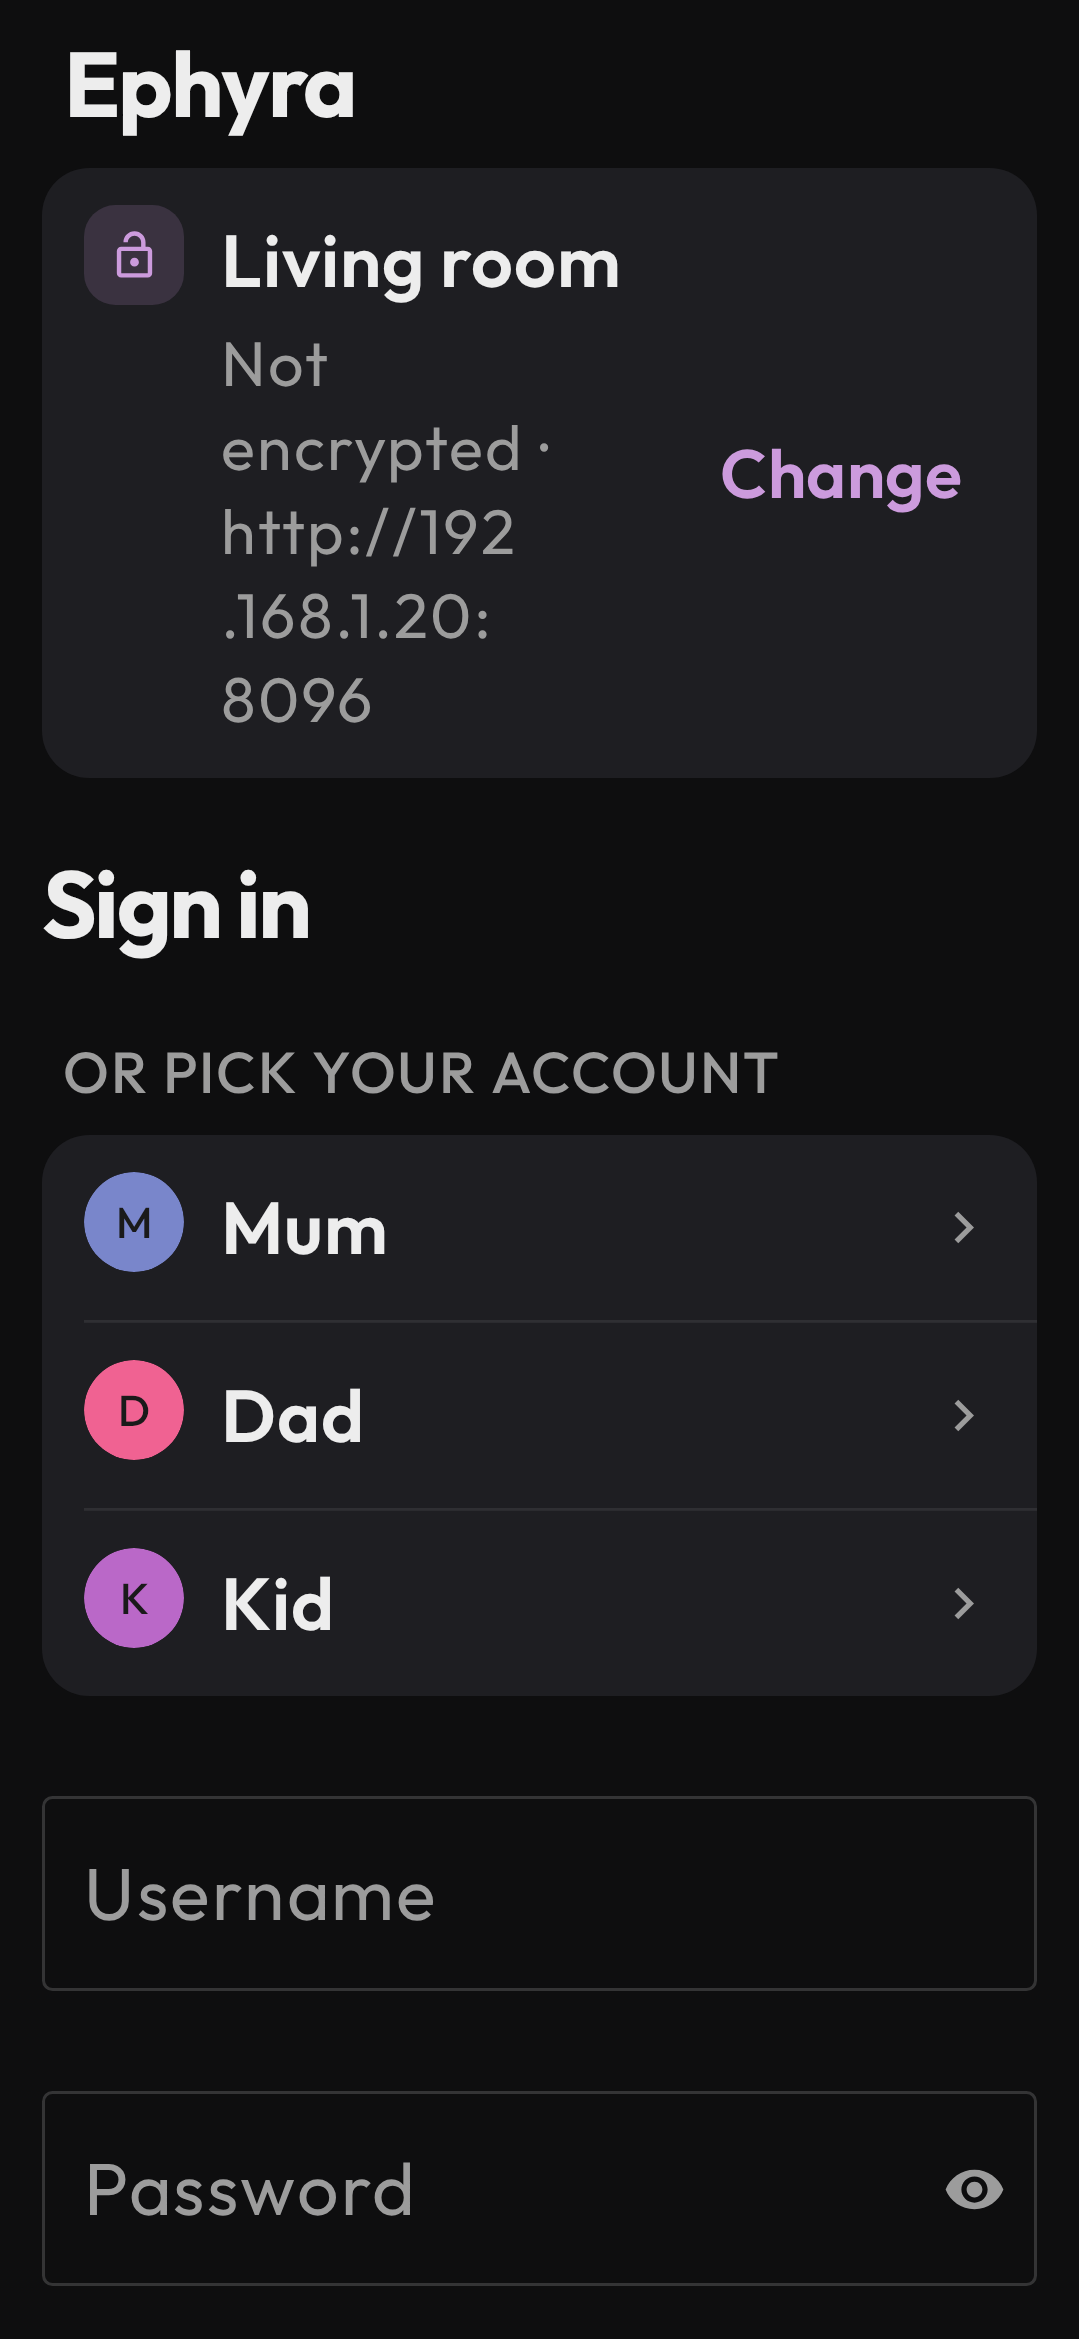 Ephyra
Living room
Not
encrypted ·
http://192
.168.1.20:
8096
Change
Sign in
OR PICK YOUR ACCOUNT
M
Mum
D
Dad
K
Kid
Username
Password